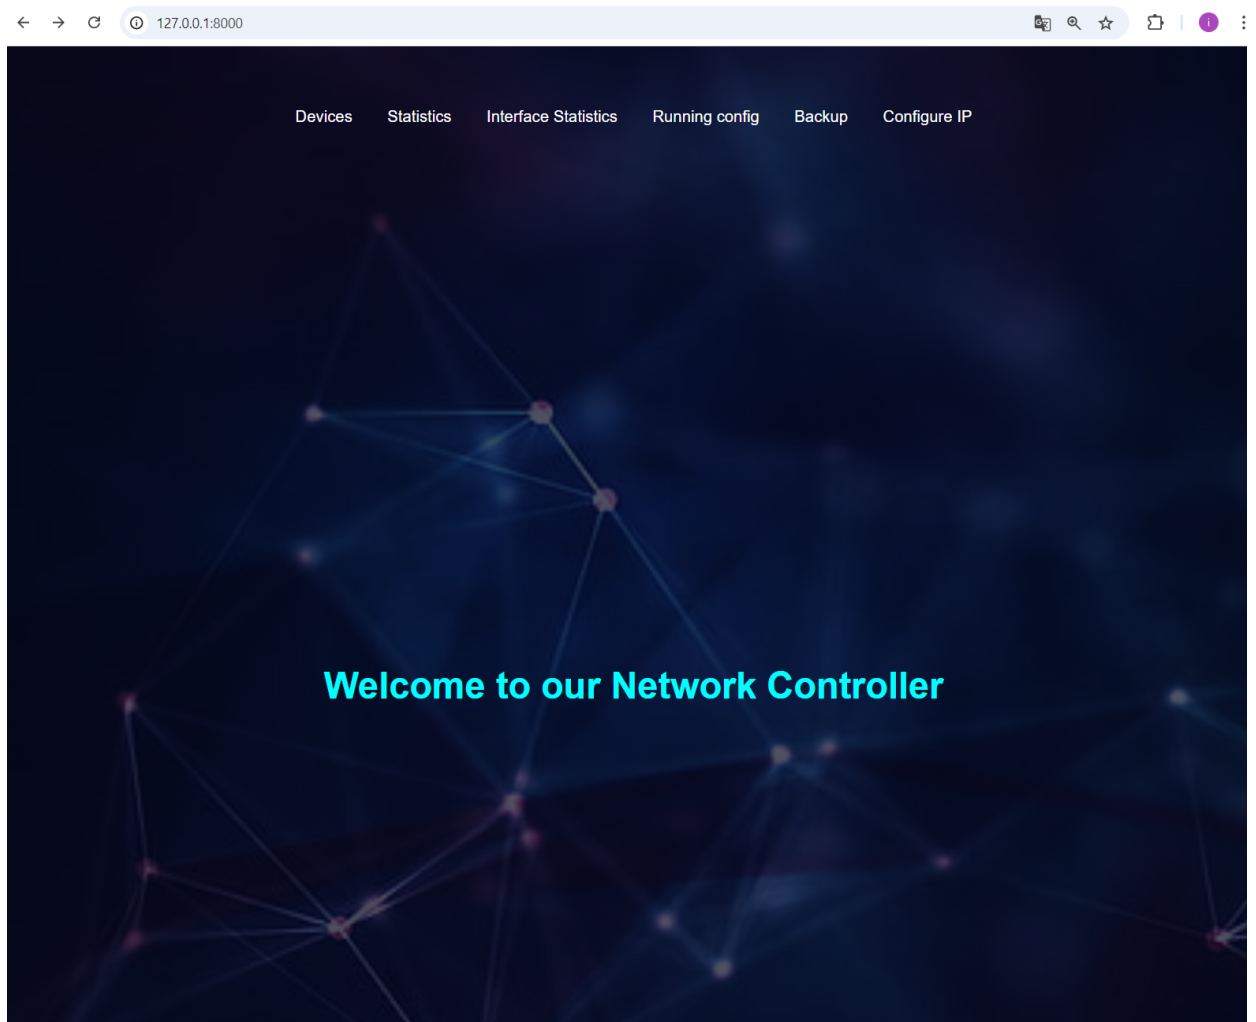 127.0.0.1:8000
Devices Statistics Interface Statistics Running config Backup Configure IP
Welcome to our Network Controller